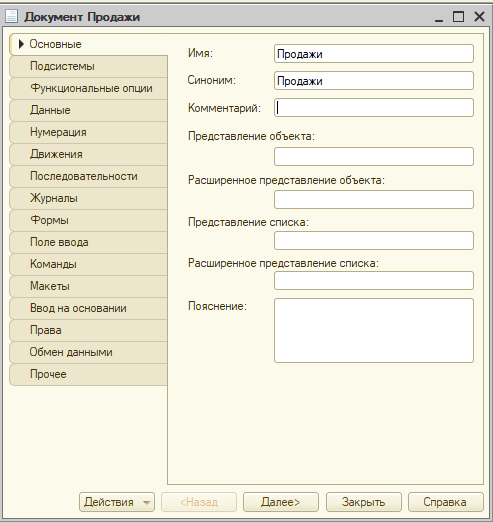 Документ Продажи
Основные
Подсистемы
Функциональные опции
Данные
Нумерация
Движения
Последовательности
Журналы
Формы
Поле ввода
Команды
Макеты
Ввод на основании
Права
Обмен данными
Прочее
Имя: Продажи
Синоним: Продажи
Комментарий:
Представление объекта:
Расширенное представление объекта:
Представление списка:
Расширенное представление списка:
Пояснение:
Действия <Назад Далее> Закрыть Справка